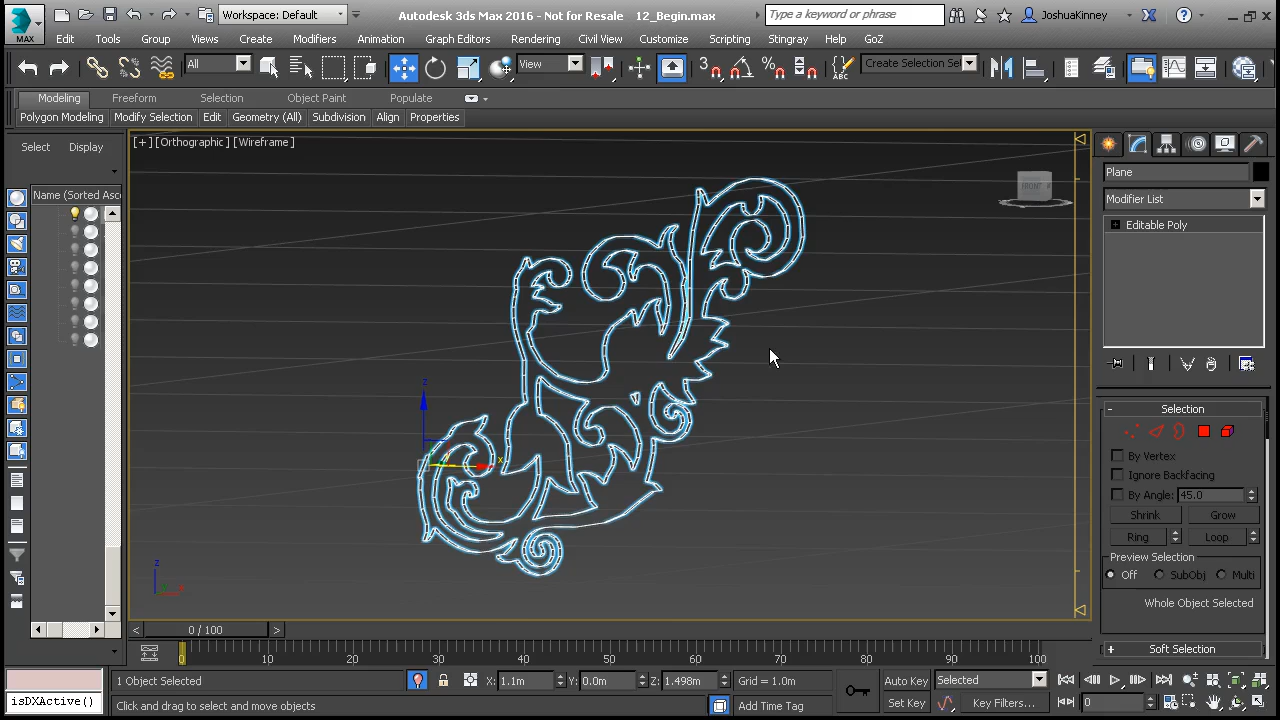 MAX
Workspace: Default
Autodesk 3ds Max 2016 - Not for Resale 12_Begin.max
Type a keyword or phrase
JoshuaKinney
Edit Tools Group Views Create Modifiers Animation Graph Editors Rendering Civil View Customize Scripting Stingray Help GoZ
All
View
3
Create Selection Se
Modeling Freeform Selection Object Paint Populate
Polygon Modeling Modify Selection Edit Geometry (All) Subdivision Align Properties
Select Display
Name (Sorted Asc
[+] [Orthographic] [Wireframe]
FRONT
z
x
z
Plane
Modifier List
Editable Poly
- Selection
By Vertex
Ignore Backfacing
By Angle: 45.0
Shrink Grow
Ring Loop
Preview Selection
Off SubObj Multi
Whole Object Selected
+ Soft Selection
< 0 / 100 >
0 10 20 30 40 50 60 70 80 90 100
1 Object Selected
X: 1.1m Y: 0.0m Z: 1.498m Grid = 1.0m
Auto Key Selected
isDXActive()
Click and drag to select and move objects
Add Time Tag
Set Key Key Filters... 0